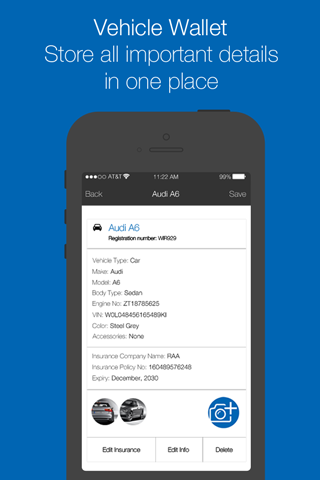 Vehicle Wallet
Store all important details
in one place
AT&T 11:22 AM 99%
Back Audi A6 Save
Audi A6
Registration number: WIR929
Vehicle Type: Car
Make: Audi
Model: A6
Body Type: Sedan
Engine No: ZT18785625
VIN: W0L048456165489KI
Color: Steel Grey
Accessories: None
Insurance Company Name: RAA
Insurance Policy No: 160489576248
Expiry: December, 2030
Edit Insurance Edit Info Delete